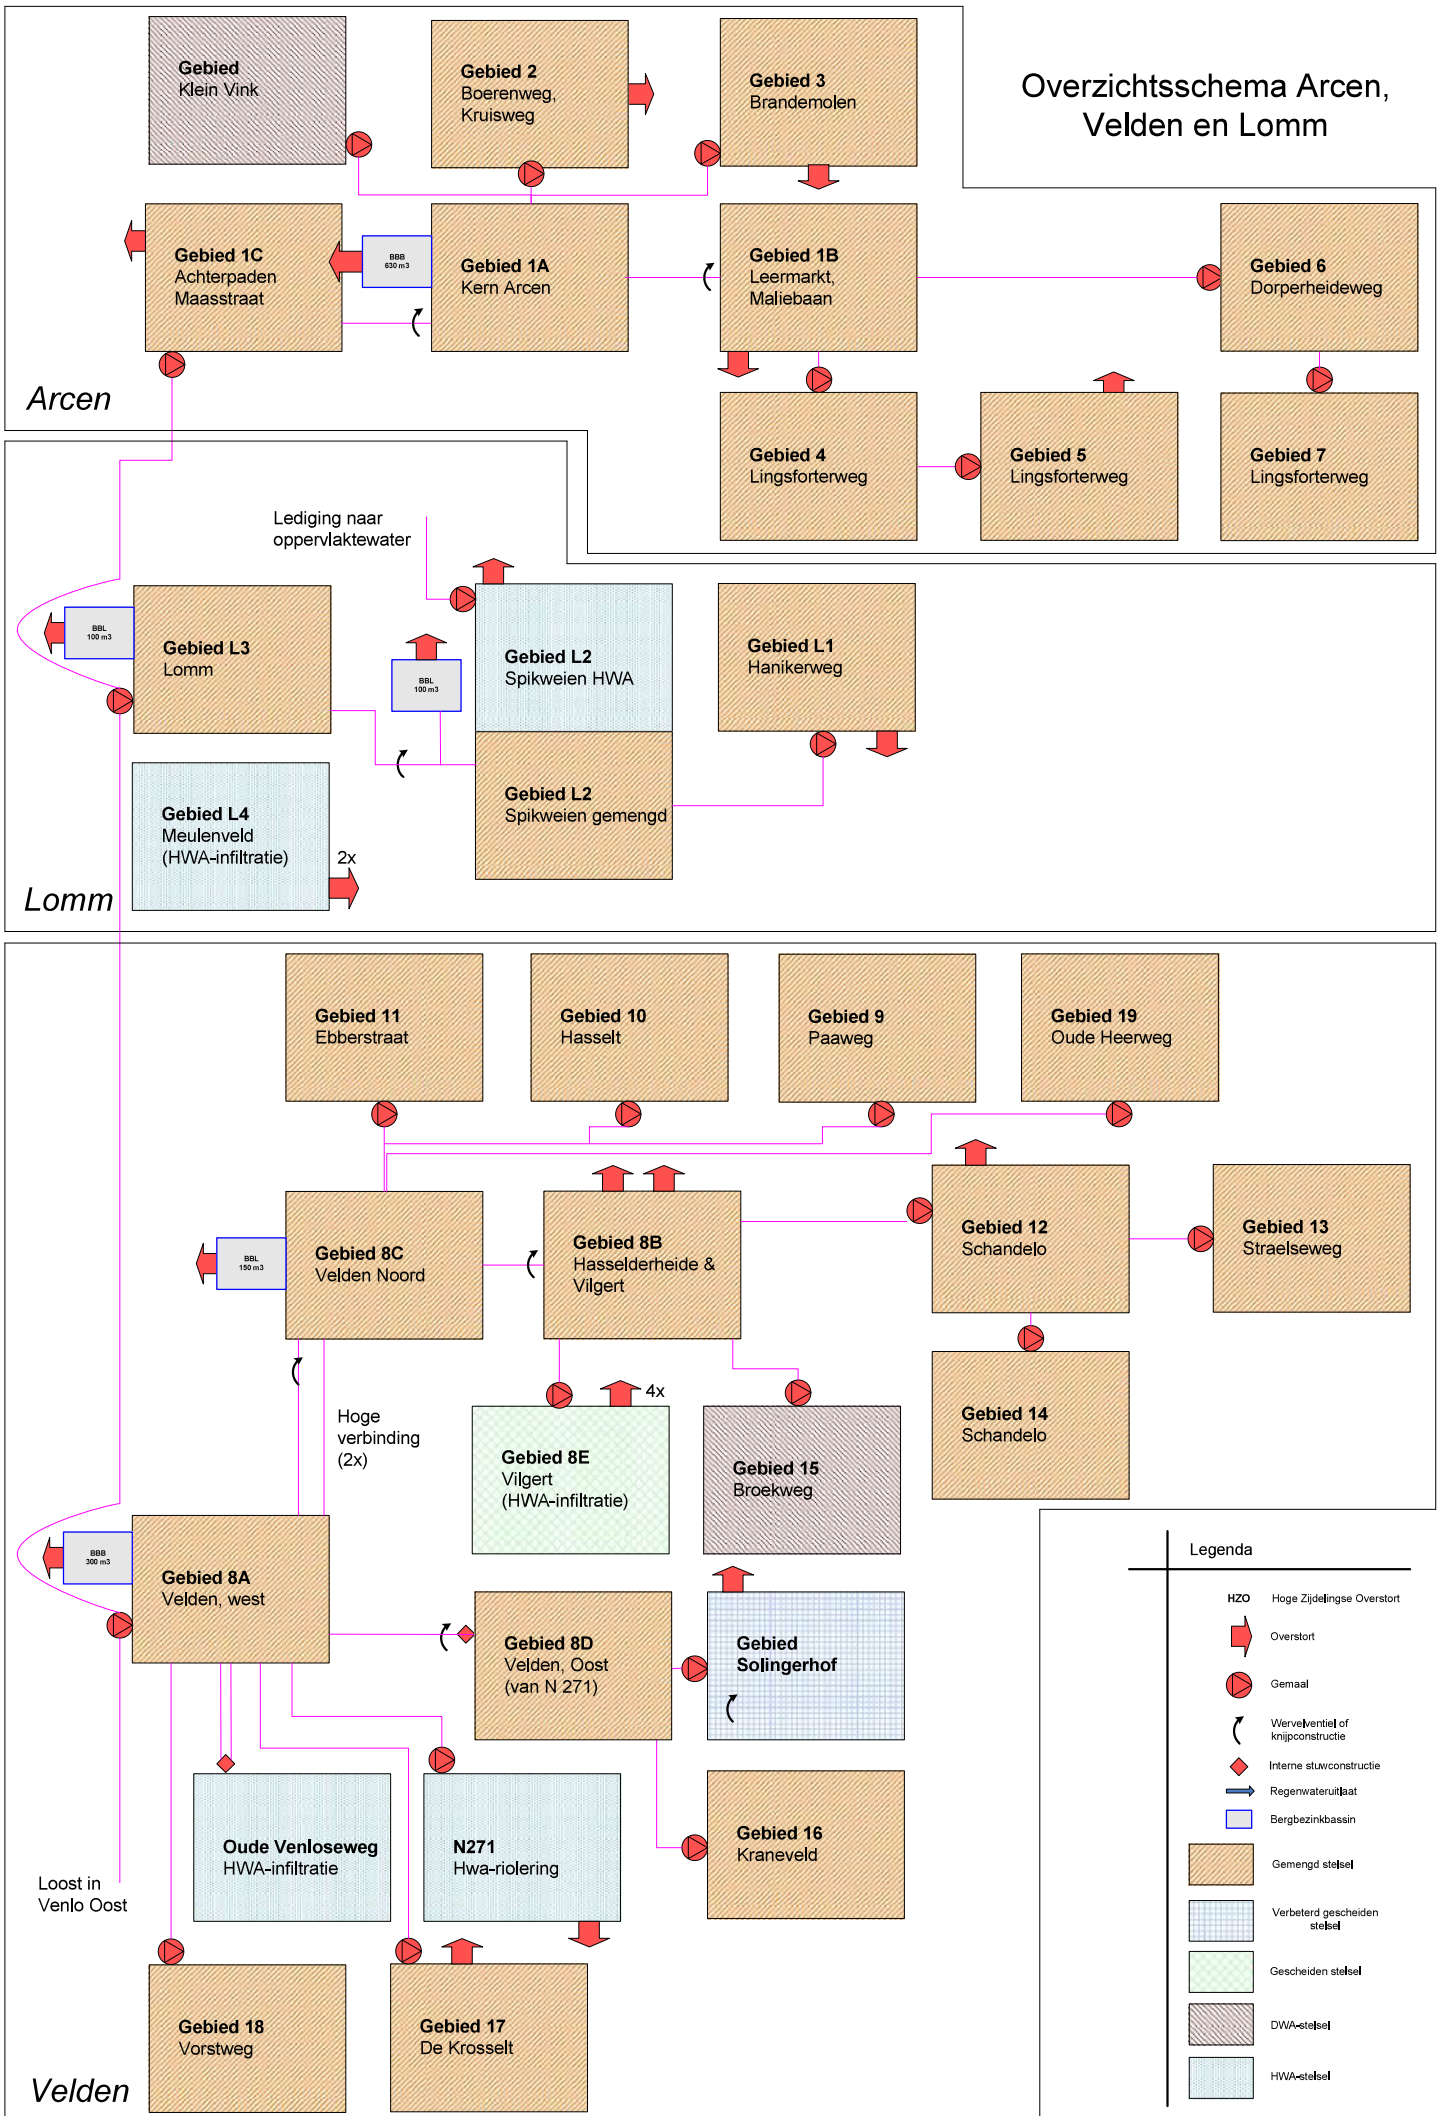 Overzichtsschema Arcen,
Velden en Lomm
Gebied
Klein Vink
Gebied 2
Boerenweg,
Kruisweg
Gebied 3
Brandemolen
Gebied 1C
Achterpaden
Maasstraat
BBB
630 m3
Gebied 1A
Kern Arcen
Gebied 1B
Leermarkt,
Maliebaan
Gebied 6
Dorperheideweg
Arcen
Gebied 4
Lingsforterweg
Gebied 5
Lingsforterweg
Gebied 7
Lingsforterweg
Lediging naar
oppervlaktewater
BBL
100 m3
Gebied L3
Lomm
BBL
100 m3
Gebied L2
Spikweien HWA
Gebied L1
Hanikerweg
Gebied L2
Spikweien gemengd
Gebied L4
Meulenveld
(HWA-infiltratie)
2x
Lomm
Gebied 11
Ebberstraat
Gebied 10
Hasselt
Gebied 9
Paaweg
Gebied 19
Oude Heerweg
BBL
150 m3
Gebied 8C
Velden Noord
Gebied 8B
Hasselderheide &
Vilgert
Gebied 12
Schandelo
Gebied 13
Straelseweg
Hoge
verbinding
(2x)
4x
Gebied 8E
Vilgert
(HWA-infiltratie)
Gebied 15
Broekweg
Gebied 14
Schandelo
BBB
300 m3
Gebied 8A
Velden, west
Gebied 8D
Velden, Oost
(van N 271)
Gebied
Solingerhof
Oude Venloseweg
HWA-infiltratie
N271
Hwa-riolering
Gebied 16
Kraneveld
Loost in
Venlo Oost
Gebied 18
Vorstweg
Gebied 17
De Krosselt
Velden
Legenda
HZO Hoge Zijdelingse Overstort
Overstort
Gemaal
Wervelventiel of
knijpconstructie
Interne stuwconstructie
Regenwateruitlaat
Bergbezinkbassin
Gemengd stelsel
Verbeterd gescheiden
stelsel
Gescheiden stelsel
DWA-stelsel
HWA-stelsel